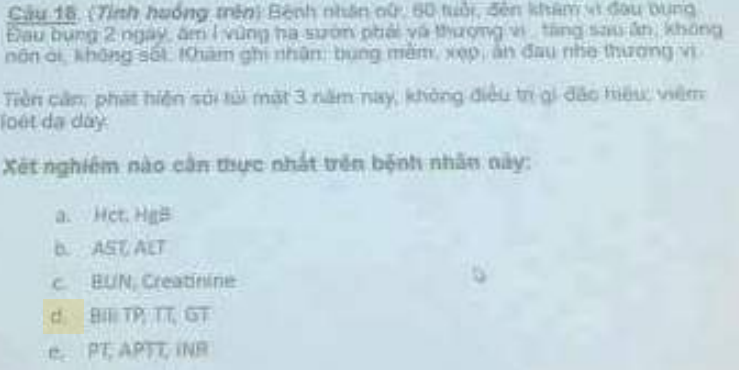 Câu 18. (Tình huống trên) Bệnh nhân nữ, 60 tuổi, đến khám vì đau bụng.
Đau bụng 2 ngày, âm ỉ vùng hạ sườn phải và thượng vị, tăng sau ăn, không
nôn ói, không sốt. Khám ghi nhận: bụng mềm, xẹp, ấn đau nhẹ thượng vị.
Tiền căn: phát hiện sỏi túi mật 3 năm nay, không điều trị gì đặc hiệu; viêm
loét dạ dày.
Xét nghiệm nào cần thực nhất trên bệnh nhân này:
a. Hct, HgB
b. AST, ALT
c. BUN, Creatinine
d. Bili TP, TT, GT
e. PT, APTT, INR